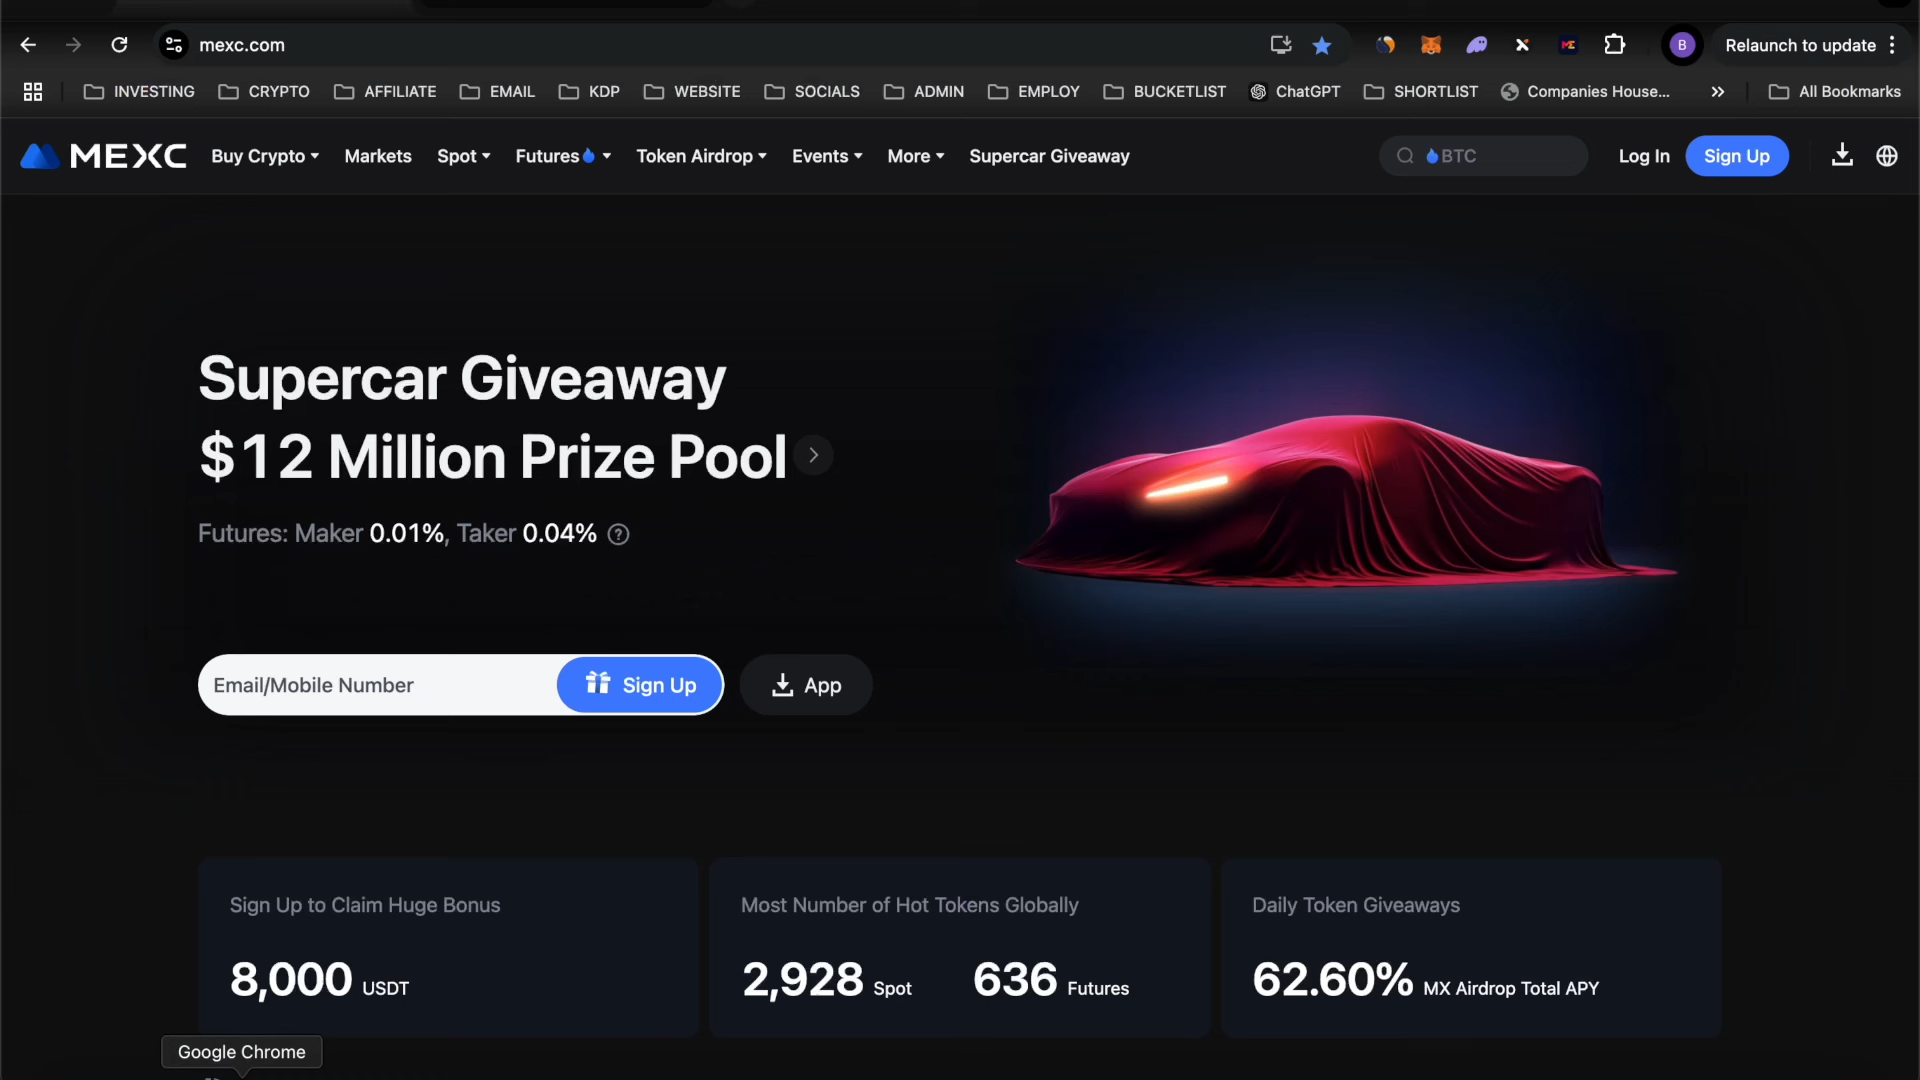 mexc.com
B
Relaunch to update
INVESTING CRYPTO AFFILIATE EMAIL KDP WEBSITE SOCIALS ADMIN EMPLOY BUCKETLIST ChatGPT SHORTLIST Companies House... All Bookmarks
MEXC Buy Crypto Markets Spot Futures Token Airdrop Events More Supercar Giveaway BTC Log In Sign Up
Supercar Giveaway
$12 Million Prize Pool
Futures: Maker 0.01%, Taker 0.04%
Email/Mobile Number Sign Up App
Sign Up to Claim Huge Bonus
8,000 USDT
Most Number of Hot Tokens Globally
2,928 Spot 636 Futures
Daily Token Giveaways
62.60% MX Airdrop Total APY
Google Chrome